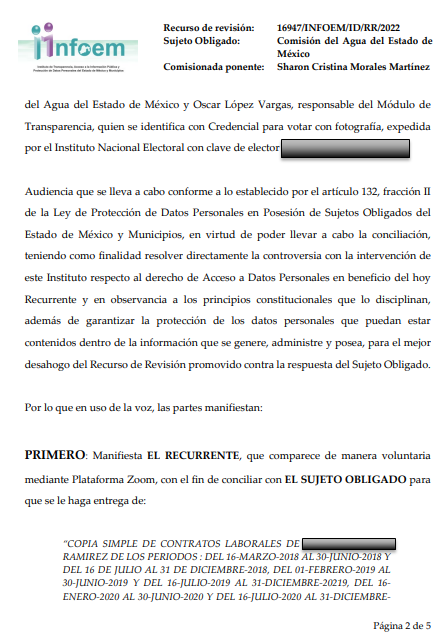 infoem
Instituto de Transparencia, Acceso a la Información Pública y
Protección de Datos Personales del Estado de México y Municipios
Recurso de revisión: 16947/INFOEM/ID/RR/2022
Sujeto Obligado: Comisión del Agua del Estado de
México
Comisionada ponente: Sharon Cristina Morales Martínez
del Agua del Estado de México y Oscar López Vargas, responsable del Módulo de
Transparencia, quien se identifica con Credencial para votar con fotografía, expedida
por el Instituto Nacional Electoral con clave de elector
Audiencia que se lleva a cabo conforme a lo establecido por el artículo 132, fracción II
de la Ley de Protección de Datos Personales en Posesión de Sujetos Obligados del
Estado de México y Municipios, en virtud de poder llevar a cabo la conciliación,
teniendo como finalidad resolver directamente la controversia con la intervención de
este Instituto respecto al derecho de Acceso a Datos Personales en beneficio del hoy
Recurrente y en observancia a los principios constitucionales que lo disciplinan,
además de garantizar la protección de los datos personales que puedan estar
contenidos dentro de la información que se genere, administre y posea, para el mejor
desahogo del Recurso de Revisión promovido contra la respuesta del Sujeto Obligado.
Por lo que en uso de la voz, las partes manifiestan:
PRIMERO: Manifiesta EL RECURRENTE, que comparece de manera voluntaria
mediante Plataforma Zoom, con el fin de conciliar con EL SUJETO OBLIGADO para
que se le haga entrega de:
"COPIA SIMPLE DE CONTRATOS LABORALES DE
RAMIREZ DE LOS PERIODOS : DEL 16-MARZO-2018 AL 30-JUNIO-2018 Y
DEL 16 DE JULIO AL 31 DE DICIEMBRE-2018, DEL 01-FEBRERO-2019 AL
30-JUNIO-2019 Y DEL 16-JULIO-2019 AL 31-DICIEMBRE-20219, DEL 16-
ENERO-2020 AL 30-JUNIO-2020 Y DEL 16-JULIO-2020 AL 31-DICIEMBRE-
Página 2 de 5